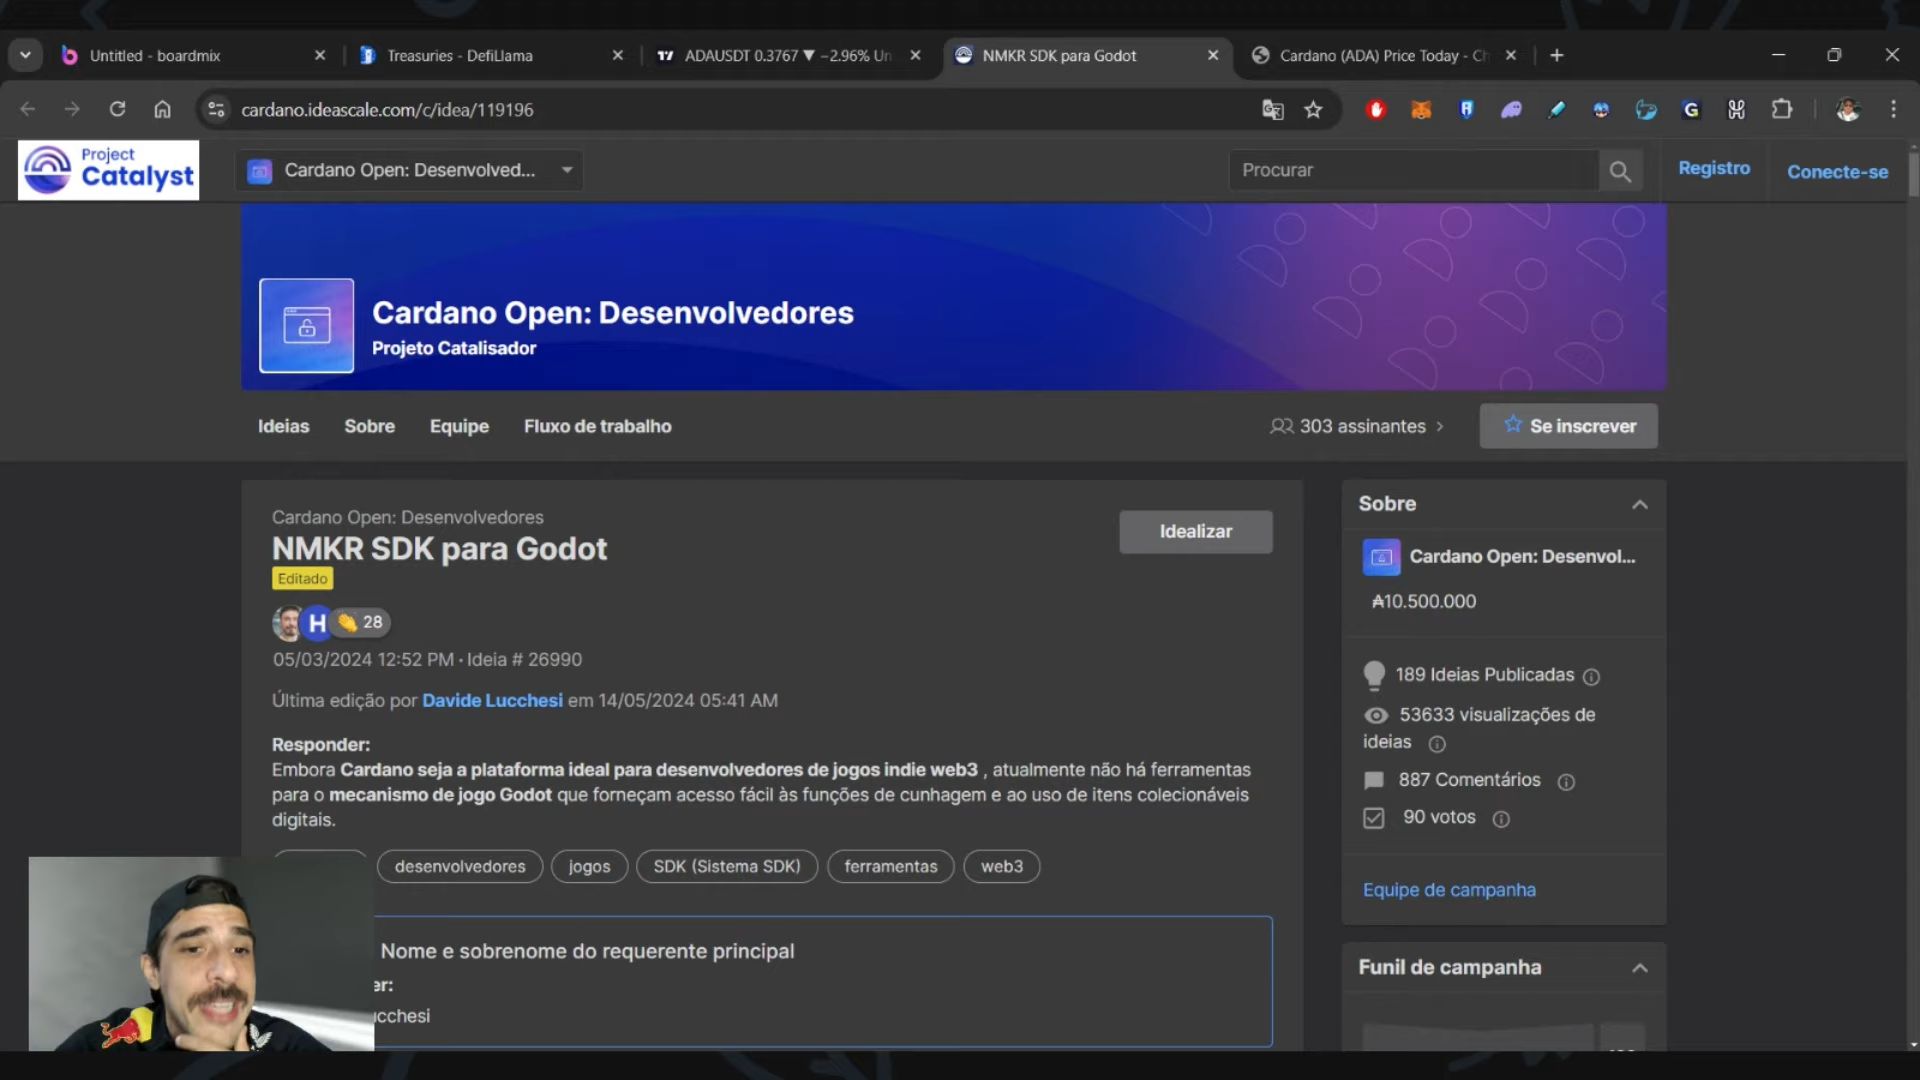 Untitled - boardmix
Treasuries - DefiLlama
ADAUSDT 0.3767 ▼ −2.96% Un
NMKR SDK para Godot
Cardano (ADA) Price Today - Ch
cardano.ideascale.com/c/idea/119196
Project
Catalyst
Cardano Open: Desenvolved...
Procurar
Registro
Conecte-se
Cardano Open: Desenvolvedores
Projeto Catalisador
Ideias
Sobre
Equipe
Fluxo de trabalho
303 assinantes
Se inscrever
Cardano Open: Desenvolvedores
NMKR SDK para Godot
Editado
Idealizar
H
28
05/03/2024 12:52 PM · Ideia # 26990
Última edição por Davide Lucchesi em 14/05/2024 05:41 AM
Responder:
Embora Cardano seja a plataforma ideal para desenvolvedores de jogos indie web3 , atualmente não há ferramentas
para o mecanismo de jogo Godot que forneçam acesso fácil às funções de cunhagem e ao uso de itens colecionáveis
digitais.
desenvolvedores
jogos
SDK (Sistema SDK)
ferramentas
web3
Nome e sobrenome do requerente principal
er:
ucchesi
Sobre
Cardano Open: Desenvol...
₳10.500.000
189 Ideias Publicadas
53633 visualizações de
ideias
887 Comentários
90 votos
Equipe de campanha
Funil de campanha